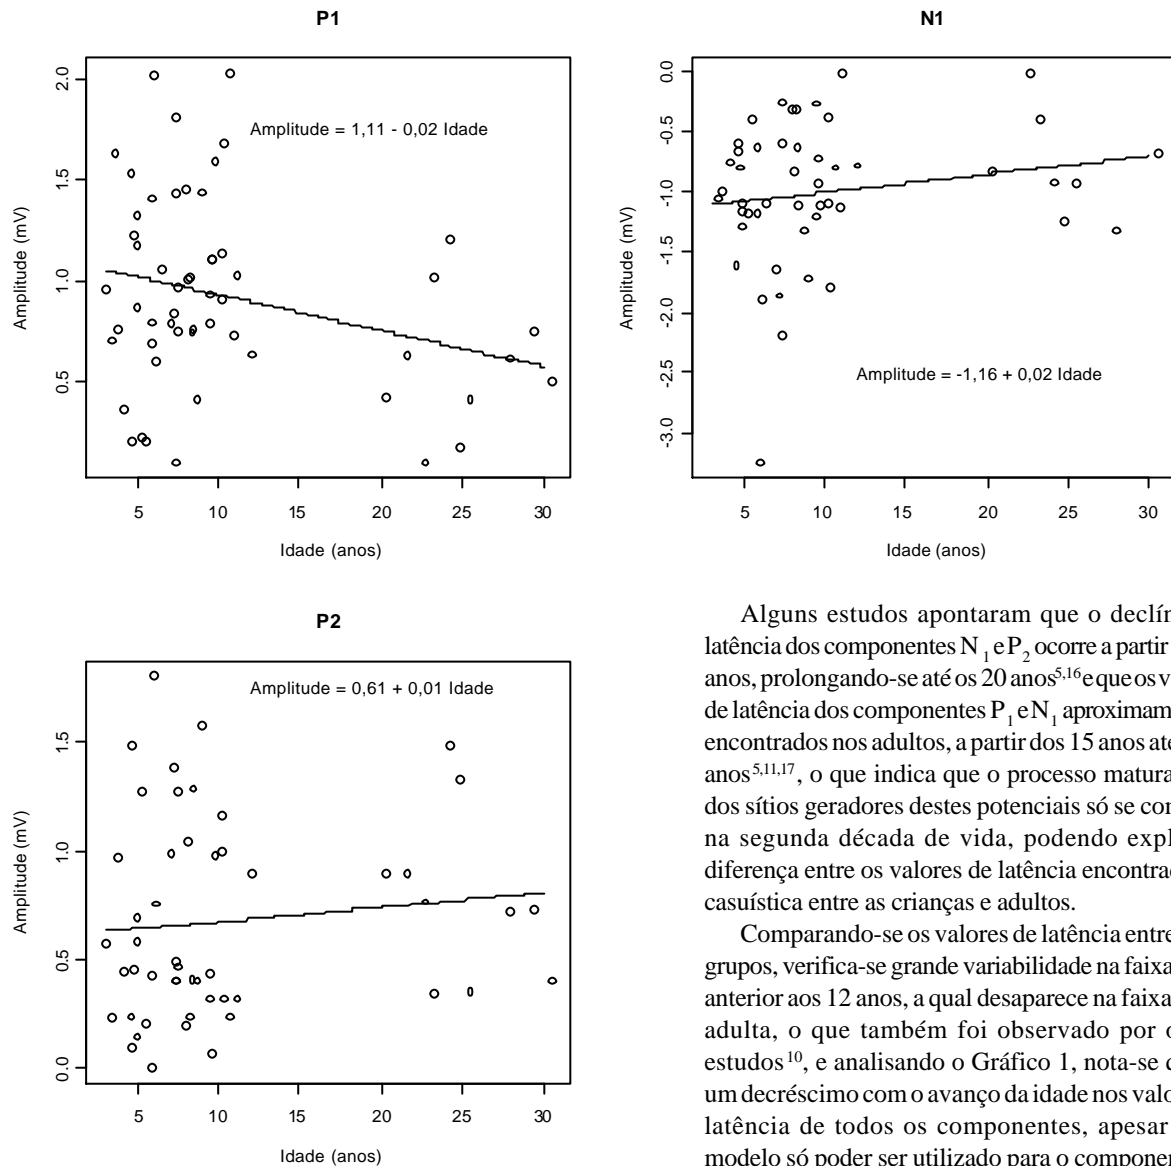 P1
2.0
1.5
1.0
0.5
Amplitude (mV)
Amplitude = 1,11 - 0,02 Idade
5 10 15 20 25 30
Idade (anos)
N1
0.0
-0.5
-1.0
-1.5
-2.0
-2.5
-3.0
Amplitude (mV)
Amplitude = -1,16 + 0,02 Idade
5 10 15 20 25 30
Idade (anos)
P2
1.5
1.0
0.5
0.0
Amplitude (mV)
Amplitude = 0,61 + 0,01 Idade
5 10 15 20 25 30
Idade (anos)
Alguns estudos apontaram que o
latência dos componentes N1 e P2 ocorre a partir
anos, prolongando-se até os 20 anos5,16 e que os
de latência dos componentes P1 e N1
encontrados nos adultos, a partir dos 15 anos
anos5,11,17, o que indica que o processo
dos sítios geradores destes potenciais só se
na segunda década de vida, podendo
diferença entre os valores de latência
casuística entre as crianças e adultos.
Comparando-se os valores de latência entre
grupos, verifica-se grande variabilidade na faixa
anterior aos 12 anos, a qual desaparece na faixa
adulta, o que também foi observado por
estudos10, e analisando o Gráfico 1, nota-se
um decréscimo com o avanço da idade nos
latência de todos os componentes, apesar
modelo só poder ser utilizado para o